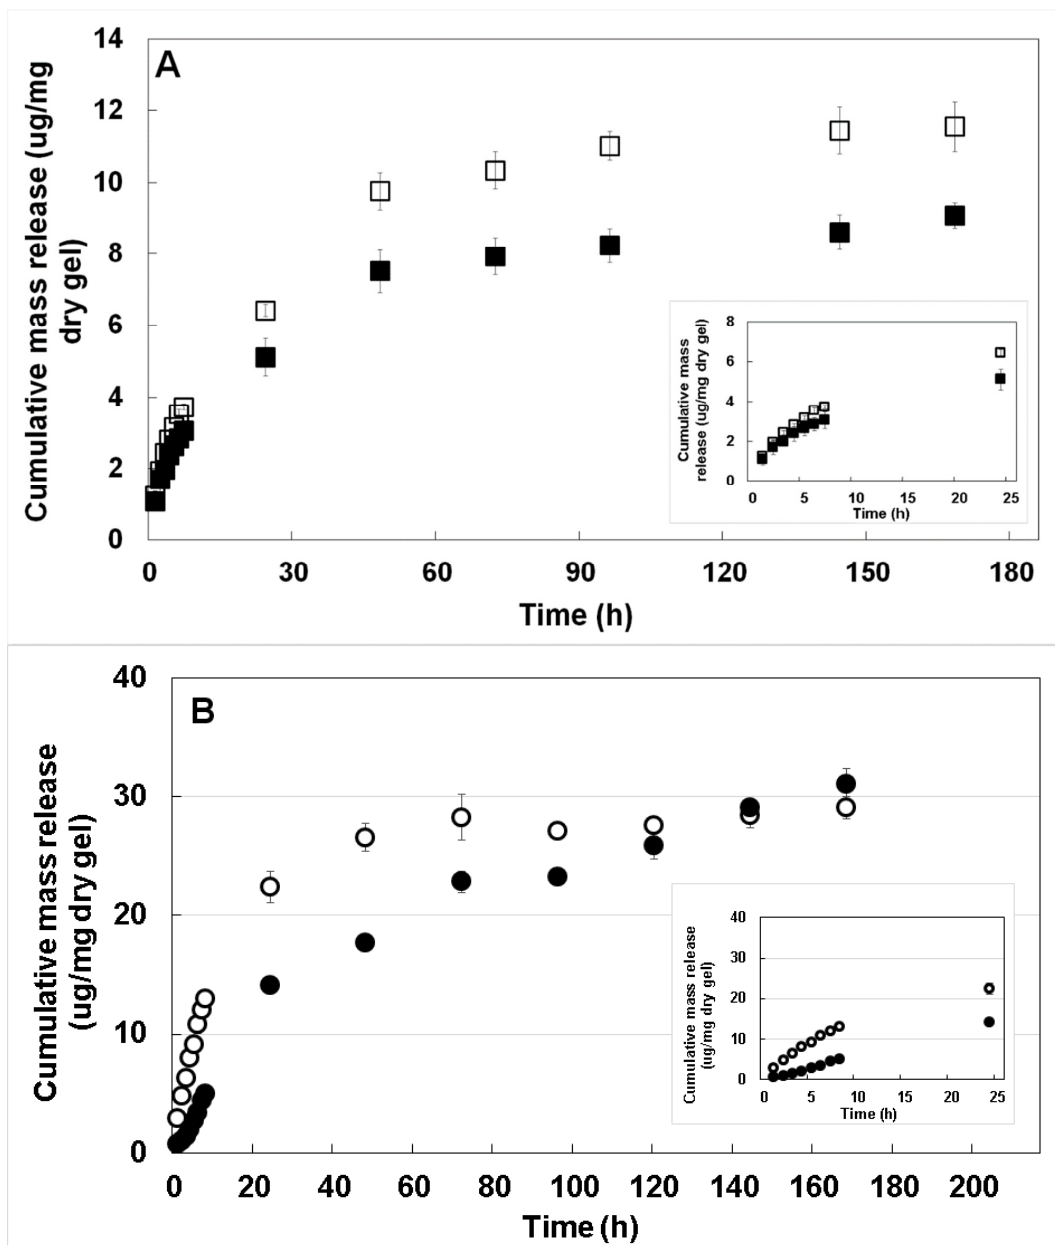 A
Cumulative mass release (ug/mg
dry gel)
14
12
10
8
6
4
2
0
0 30 60 90 120 150 180
Time (h)
Cumulative mass
release (ug/mg dry gel)
8
6
4
2
0
0 5 10 15 20 25
Time (h)
B
Cumulative mass release
(ug/mg dry gel)
40
30
20
10
0
0 20 40 60 80 100 120 140 160 180 200
Time (h)
Cumulative mass release
(ug/mg dry gel)
40
30
20
10
0
0 5 10 15 20 25
Time (h)